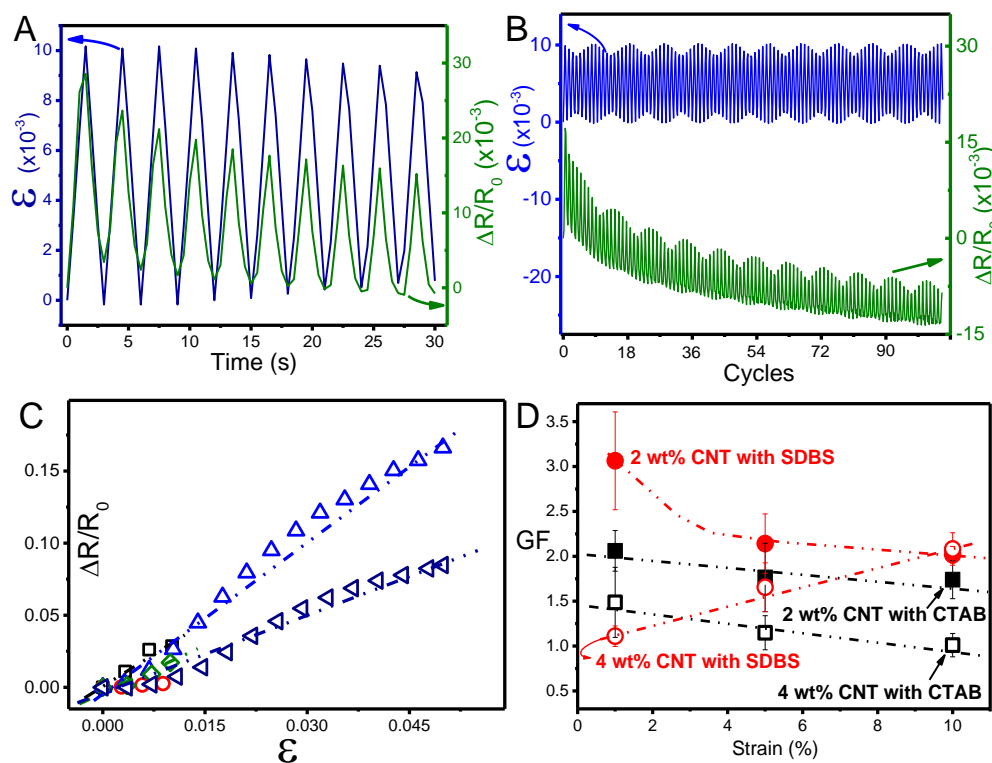 A
B
10
8
6
4
2
0
ε (x10⁻³)
30
20
10
0
ΔR/R₀ (x10⁻³)
0 5 10 15 20 25 30
Time (s)
10
0
-10
-20
ε (x10⁻³)
30
15
0
-15
ΔR/R₀ (x10⁻³)
0 18 36 54 72 90
Cycles
C
D
0.15
0.10
0.05
0.00
ΔR/R₀
0.000 0.015 0.030 0.045
ε
3.5
3.0
2.5
2.0
1.5
1.0
0.5
GF
2 wt% CNT with SDBS
2 wt% CNT with CTAB
4 wt% CNT with SDBS
4 wt% CNT with CTAB
0 2 4 6 8 10
Strain (%)